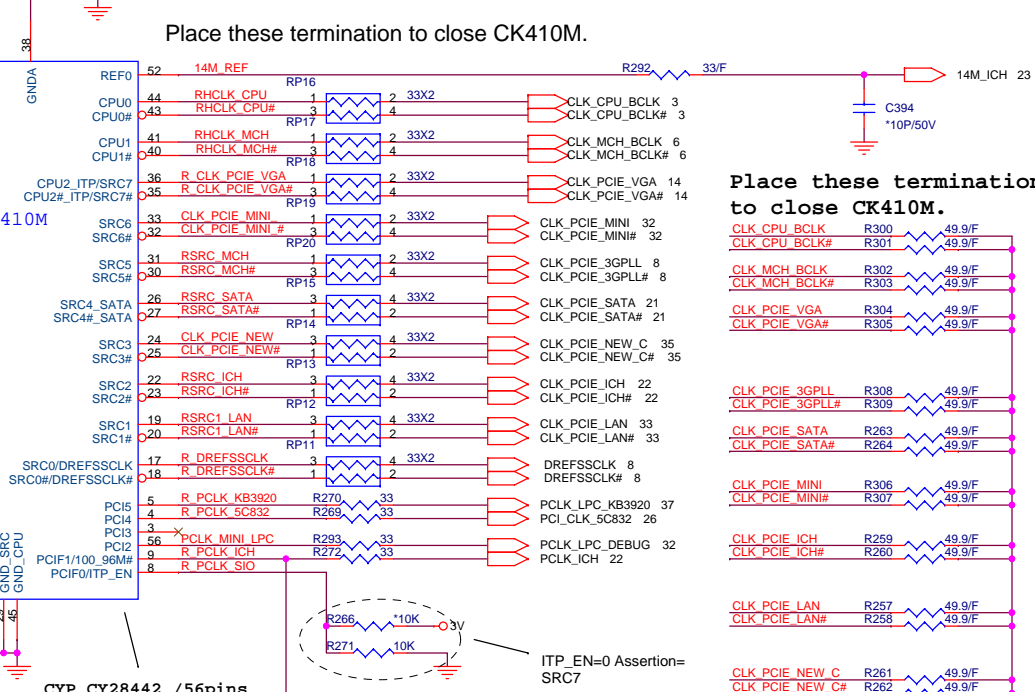 Place these termination to close CK410M.
38
GNDA
REF0 52 14M_REF R292 33/F 14M_ICH 23
RP16
CPU0 44 RHCLK_CPU 1 2 33X2 CLK_CPU_BCLK 3
CPU0# 43 RHCLK_CPU# 3 4 CLK_CPU_BCLK# 3
C394
*10P/50V
RP17
CPU1 41 RHCLK_MCH 1 2 33X2 CLK_MCH_BCLK 6
CPU1# 40 RHCLK_MCH# 3 4 CLK_MCH_BCLK# 6
RP18
CPU2_ITP/SRC7 36 R_CLK_PCIE_VGA 1 2 33X2 CLK_PCIE_VGA 14
CPU2#_ITP/SRC7# 35 R_CLK_PCIE_VGA# 3 4 CLK_PCIE_VGA# 14
RP19
410M
SRC6 33 CLK_PCIE_MINI_ 1 2 33X2 CLK_PCIE_MINI 32
SRC6# 32 CLK_PCIE_MINI_# 3 4 CLK_PCIE_MINI# 32
RP20
SRC5 31 RSRC_MCH 1 2 33X2 CLK_PCIE_3GPLL 8
SRC5# 30 RSRC_MCH# 3 4 CLK_PCIE_3GPLL# 8
RP15
SRC4_SATA 26 RSRC_SATA 3 4 33X2 CLK_PCIE_SATA 21
SRC4#_SATA 27 RSRC_SATA# 1 2 CLK_PCIE_SATA# 21
RP14
SRC3 24 CLK_PCIE_NEW 3 4 33X2 CLK_PCIE_NEW_C 35
SRC3# 25 CLK_PCIE_NEW# 1 2 CLK_PCIE_NEW_C# 35
RP13
SRC2 22 RSRC_ICH 3 4 33X2 CLK_PCIE_ICH 22
SRC2# 23 RSRC_ICH# 1 2 CLK_PCIE_ICH# 22
RP12
SRC1 19 RSRC1_LAN 3 4 33X2 CLK_PCIE_LAN 33
SRC1# 20 RSRC1_LAN# 1 2 CLK_PCIE_LAN# 33
RP11
SRC0/DREFSSCLK 17 R_DREFSSCLK 3 4 33X2 DREFSSCLK 8
SRC0#/DREFSSCLK# 18 R_DREFSSCLK# 1 2 DREFSSCLK# 8
PCI5 5 R_PCLK_KB3920 R270 33 PCLK_LPC_KB3920 37
PCI4 4 R_PCLK_5C832 R269 33 PCI_CLK_5C832 26
PCI3 3
PCI2 56 PCLK_MINI_LPC R293 33 PCLK_LPC_DEBUG 32
PCIF1/100_96M# 9 R_PCLK_ICH R272 33 PCLK_ICH 22
PCIF0/ITP_EN 8 R_PCLK_SIO
GND_SRC
GND_CPU
29
45
R266 *10K 3V
R271 10K
ITP_EN=0 Assertion=
SRC7
CYP CY28442 /56pins
Place these termination
to close CK410M.
CLK_CPU_BCLK R300 49.9/F
CLK_CPU_BCLK# R301 49.9/F
CLK_MCH_BCLK R302 49.9/F
CLK_MCH_BCLK# R303 49.9/F
CLK_PCIE_VGA R304 49.9/F
CLK_PCIE_VGA# R305 49.9/F
CLK_PCIE_3GPLL R308 49.9/F
CLK_PCIE_3GPLL# R309 49.9/F
CLK_PCIE_SATA R263 49.9/F
CLK_PCIE_SATA# R264 49.9/F
CLK_PCIE_MINI R306 49.9/F
CLK_PCIE_MINI# R307 49.9/F
CLK_PCIE_ICH R259 49.9/F
CLK_PCIE_ICH# R260 49.9/F
CLK_PCIE_LAN R257 49.9/F
CLK_PCIE_LAN# R258 49.9/F
CLK_PCIE_NEW_C R261 49.9/F
CLK_PCIE_NEW_C# R262 49.9/F